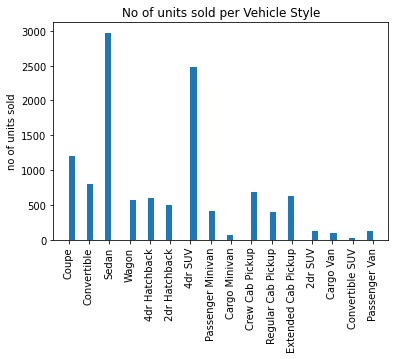 No of units sold per Vehicle Style
no of units sold
3000
2500
2000
1500
1000
500
0
Coupe
Convertible
Sedan
Wagon
4dr Hatchback
2dr Hatchback
4dr SUV
Passenger Minivan
Cargo Minivan
Crew Cab Pickup
Regular Cab Pickup
Extended Cab Pickup
2dr SUV
Cargo Van
Convertible SUV
Passenger Van